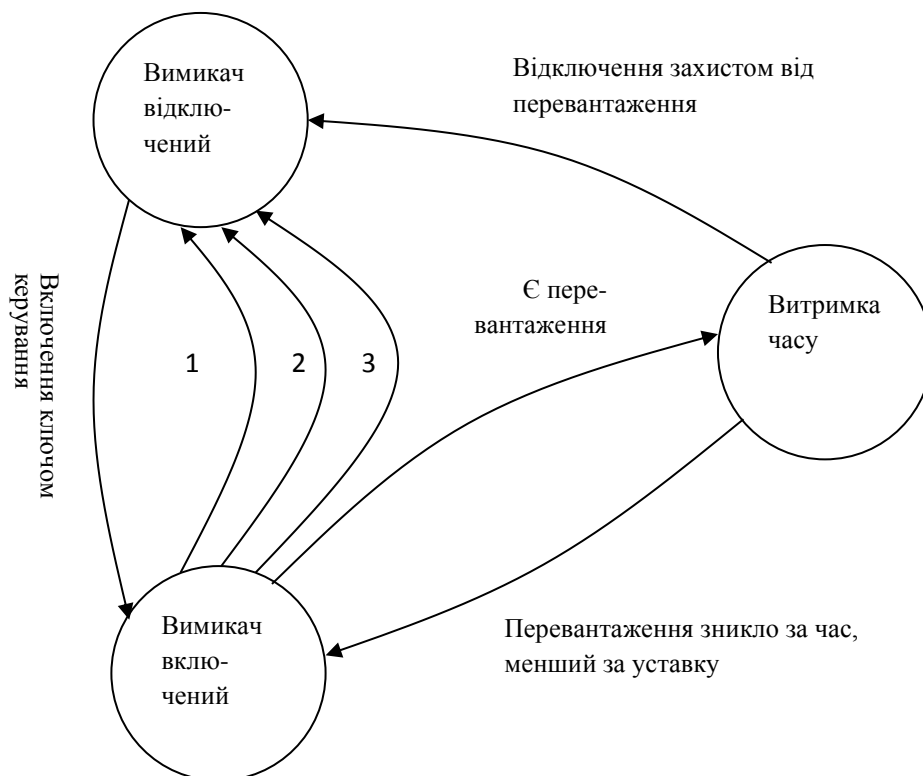 Вимикач
відклю-
чений
Відключення захистом від
перевантаження
Включення ключом
керування
Є пере-
вантаження
Витримка
часу
1
2
3
Вимикач
вклю-
чений
Перевантаження зникло за час,
менший за уставку